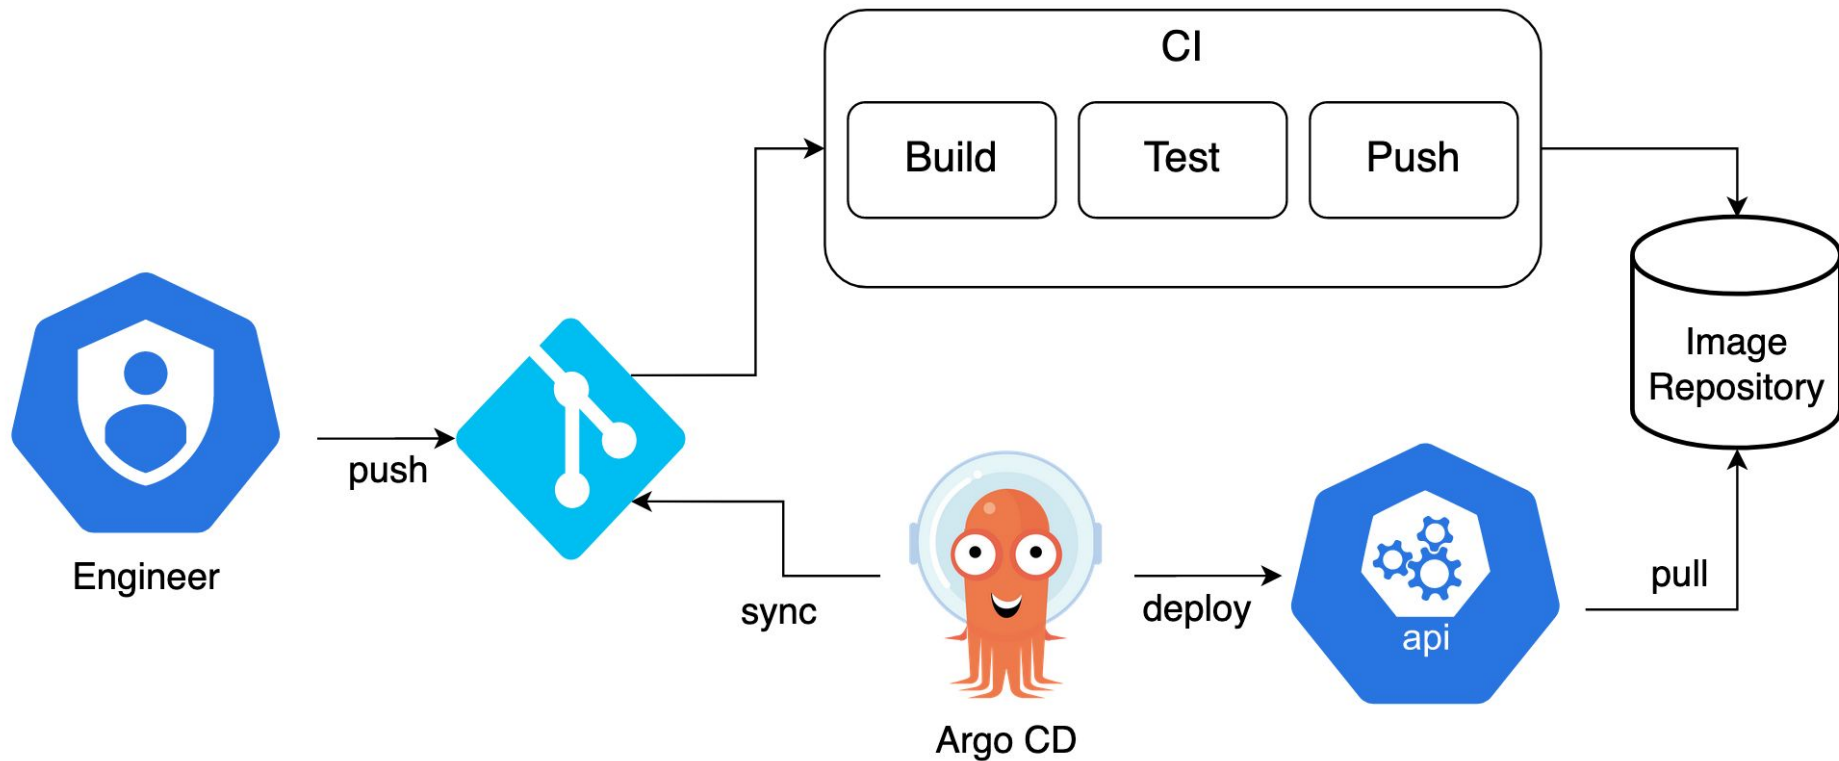 CI
Build
Test
Push
Image
Repository
push
Engineer
sync
deploy
api
pull
Argo CD